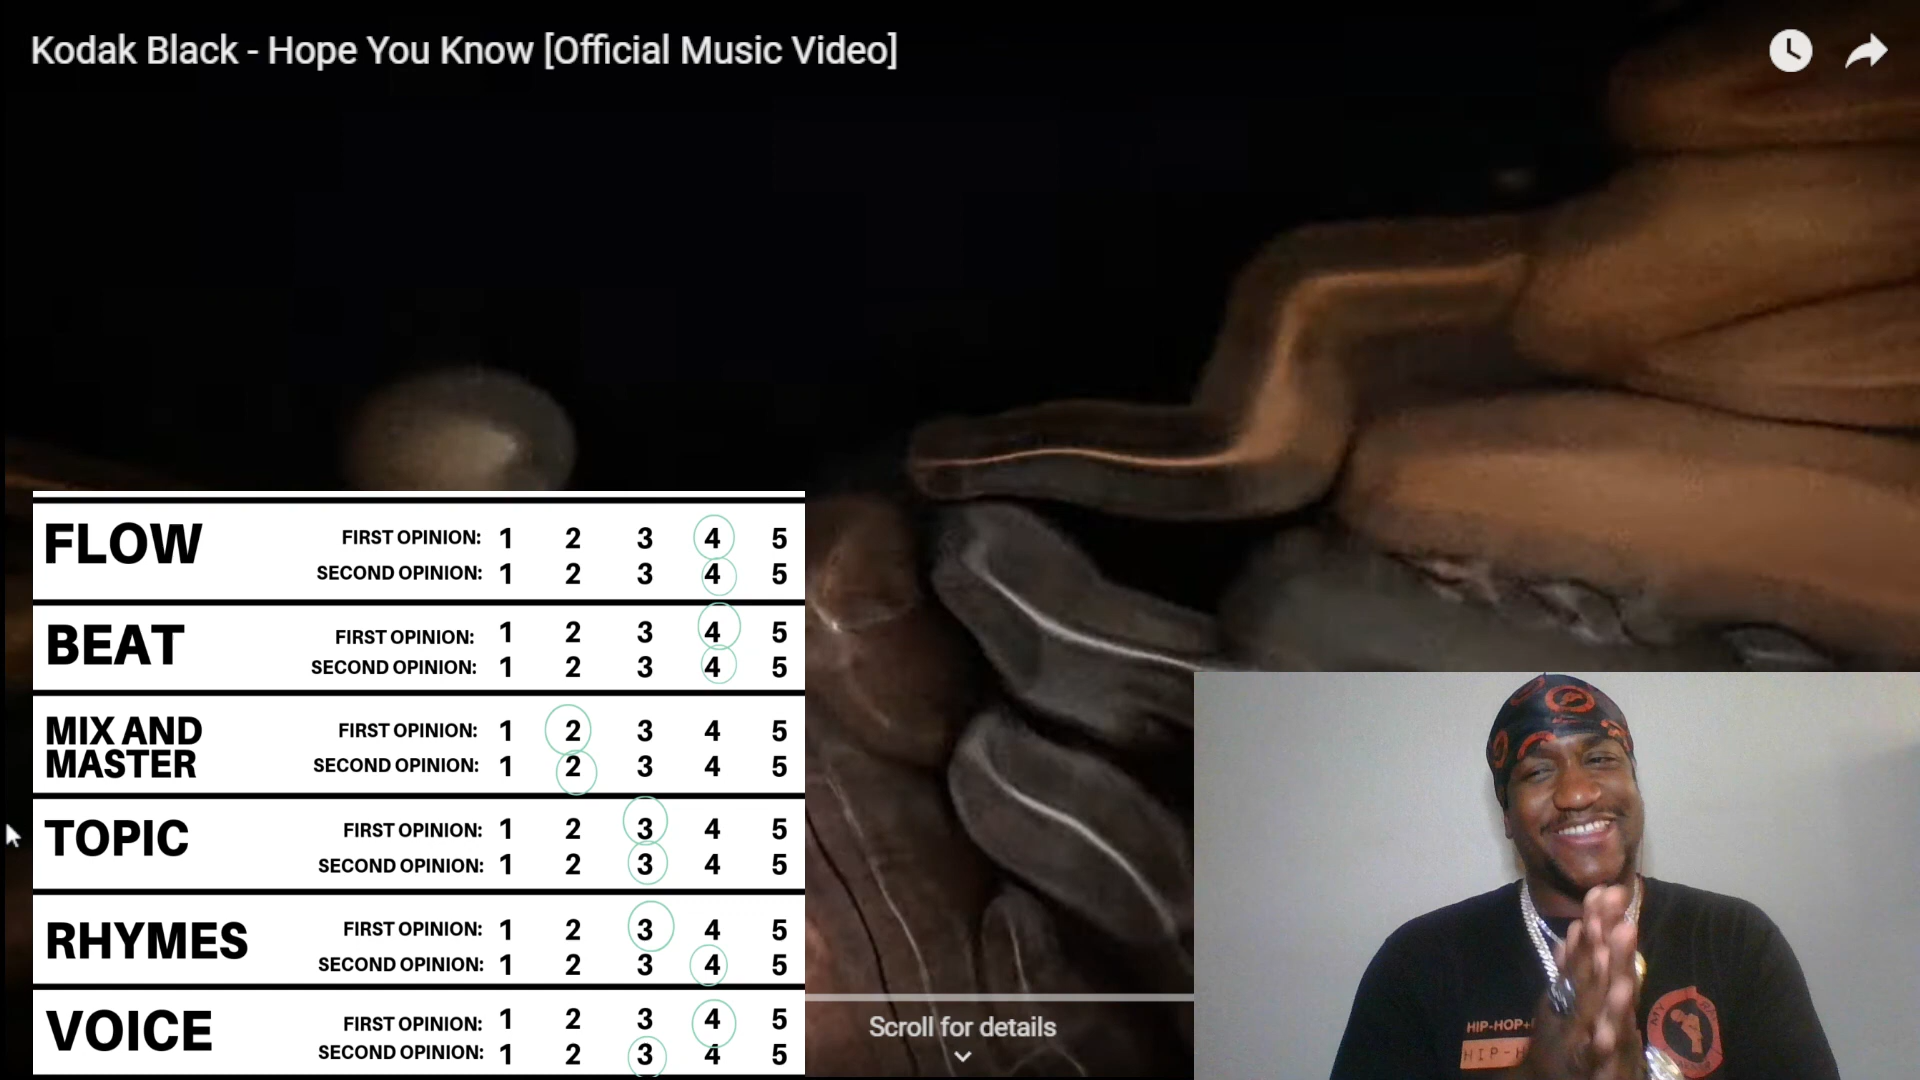 Kodak Black - Hope You Know [Official Music Video]
FLOW
FIRST OPINION: 1 2 3 4 5
SECOND OPINION: 1 2 3 4 5
BEAT
FIRST OPINION: 1 2 3 4 5
SECOND OPINION: 1 2 3 4 5
MIX AND
MASTER
FIRST OPINION: 1 2 3 4 5
SECOND OPINION: 1 2 3 4 5
TOPIC
FIRST OPINION: 1 2 3 4 5
SECOND OPINION: 1 2 3 4 5
RHYMES
FIRST OPINION: 1 2 3 4 5
SECOND OPINION: 1 2 3 4 5
VOICE
FIRST OPINION: 1 2 3 4 5
SECOND OPINION: 1 2 3 4 5
Scroll for details
HIP-HOP+
HIP-H
MY